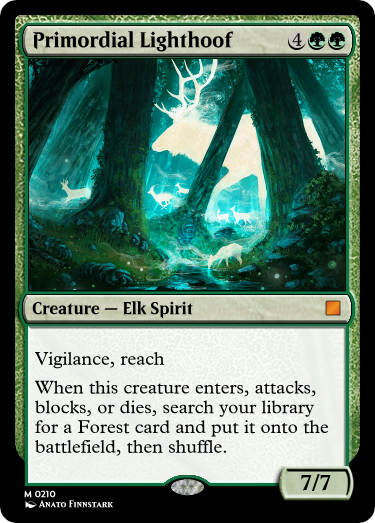 Primordial Lighthoof 4
Creature — Elk Spirit
Vigilance, reach
When this creature enters, attacks,
blocks, or dies, search your library
for a Forest card and put it onto the
battlefield, then shuffle.
7/7
M 0210
Anato Finnstark